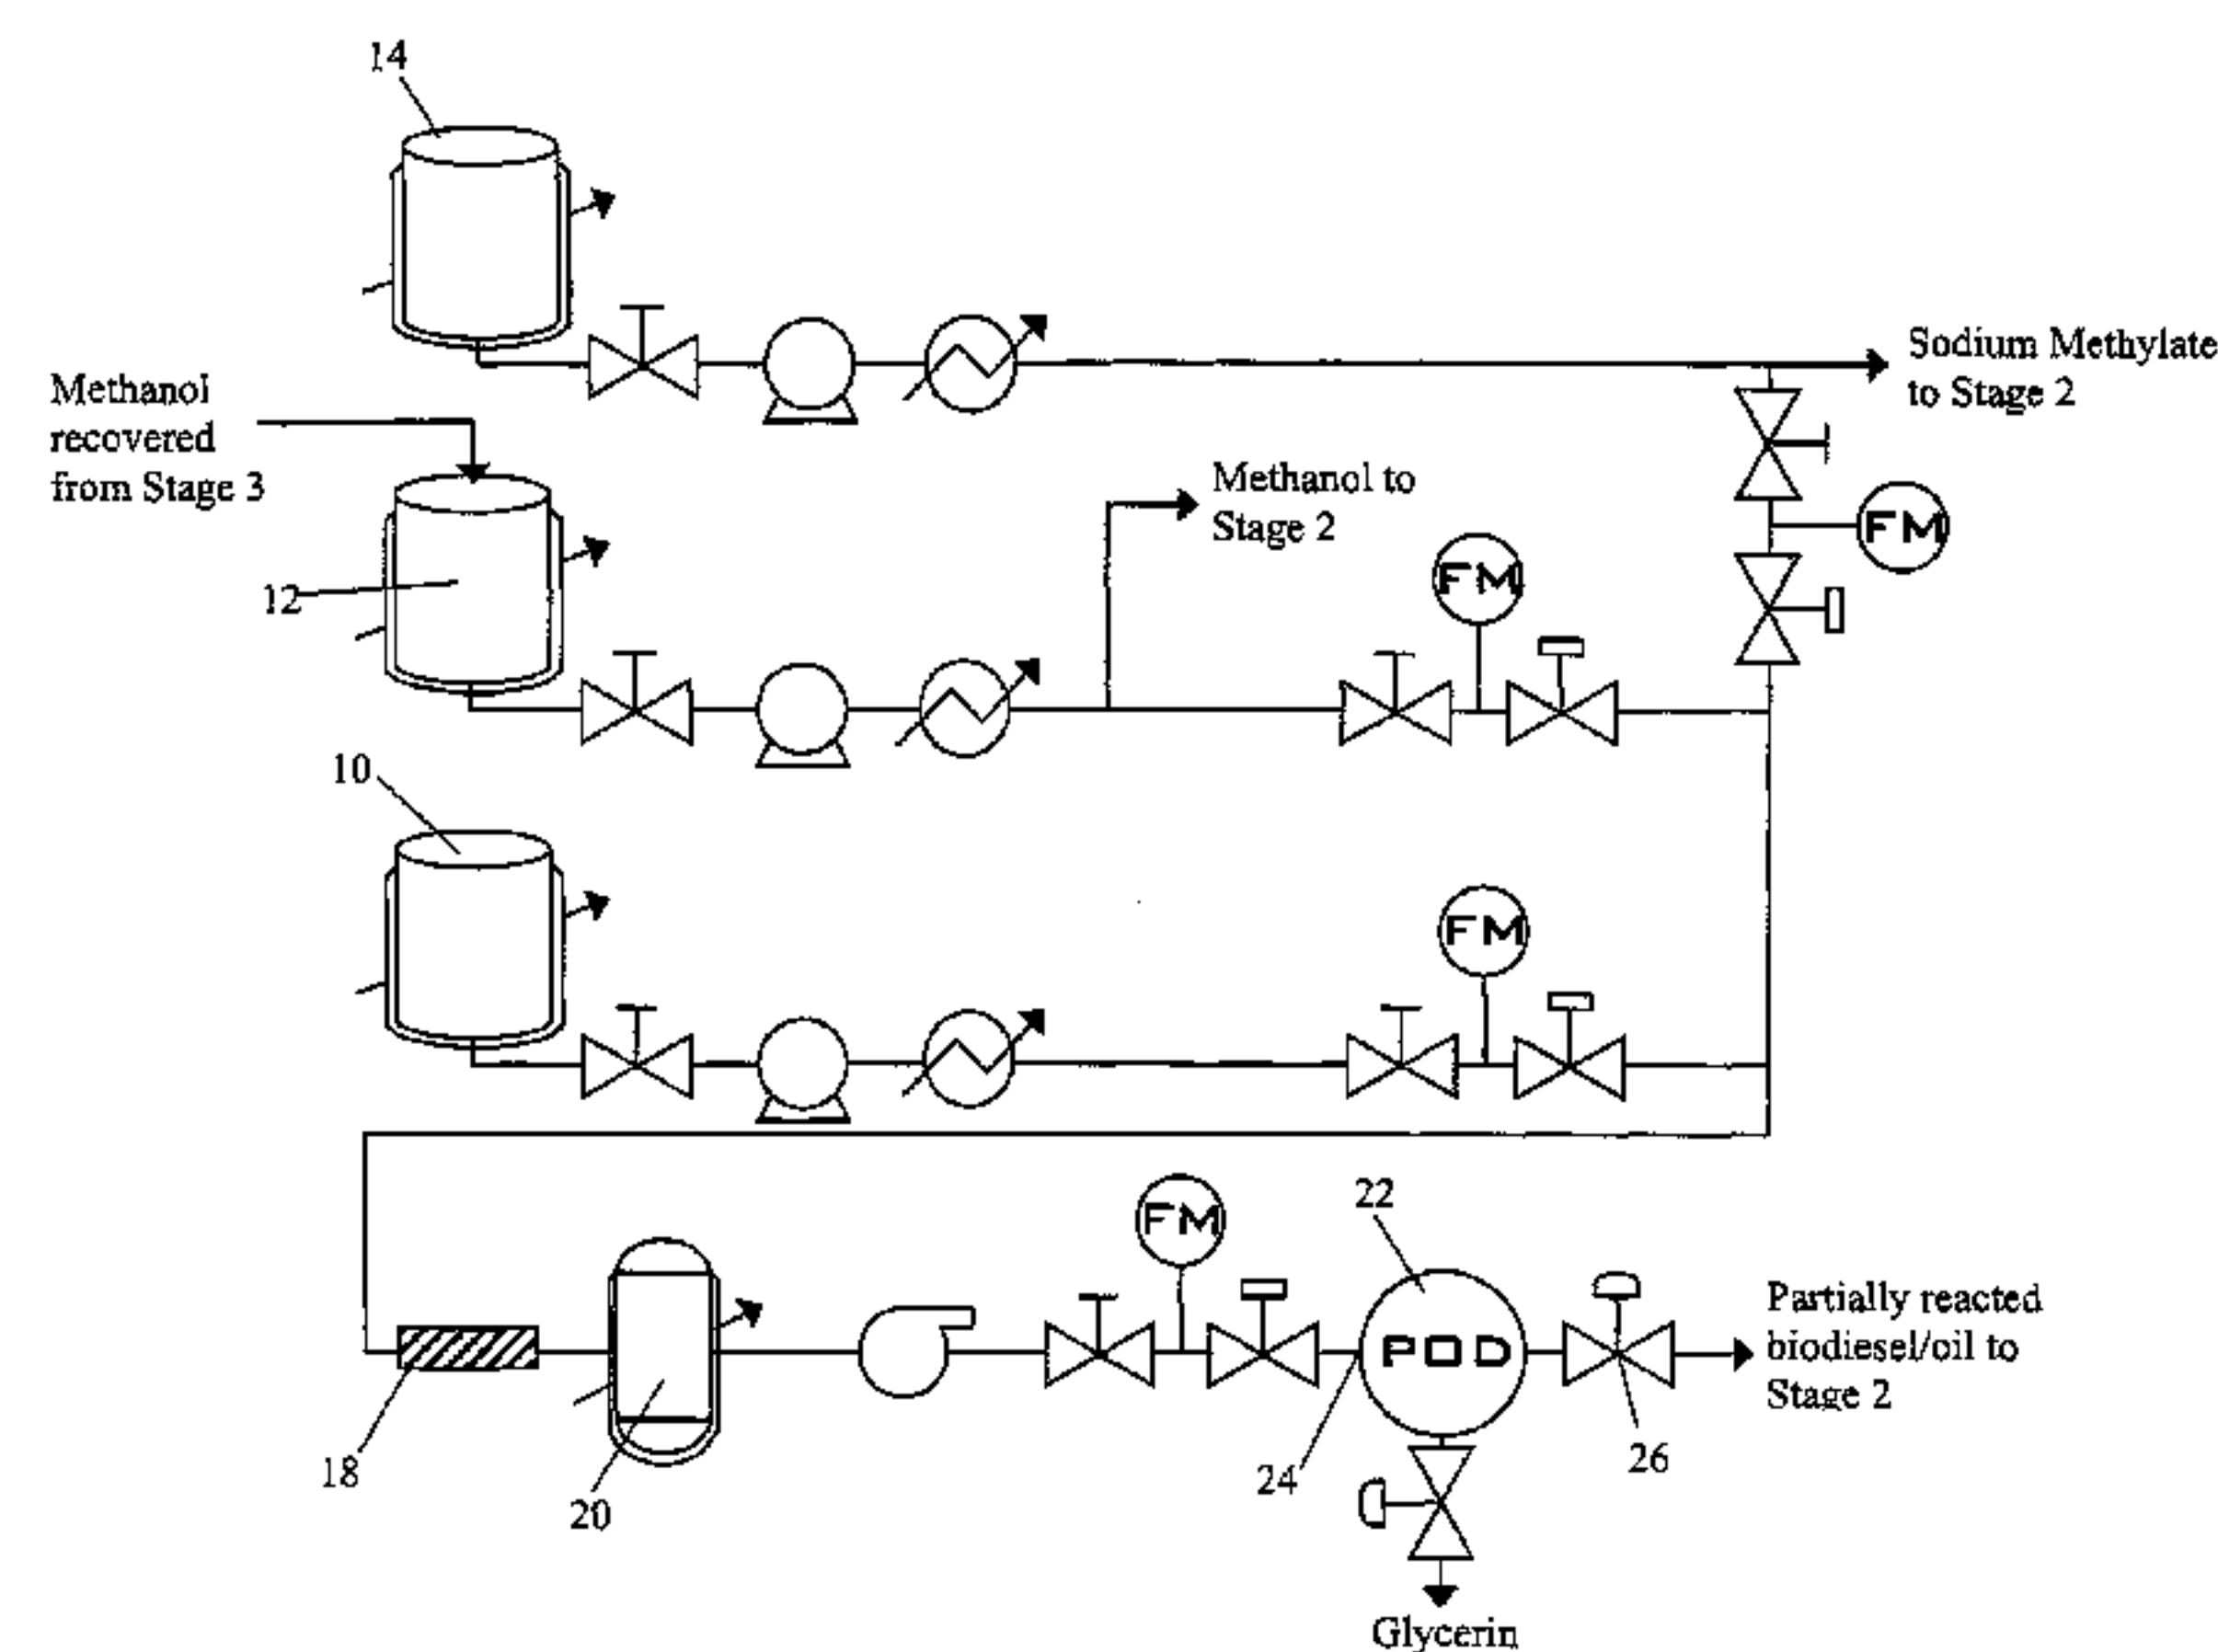 14
Sodium Methylate
to Stage 2
Methanol
recovered
from Stage 3
Methanol to
Stage 2
FM
FM
12
10
FM
22
FM
POD
Partially reacted
biodiesel/oil to
Stage 2
18
20
24
26
Glycerin